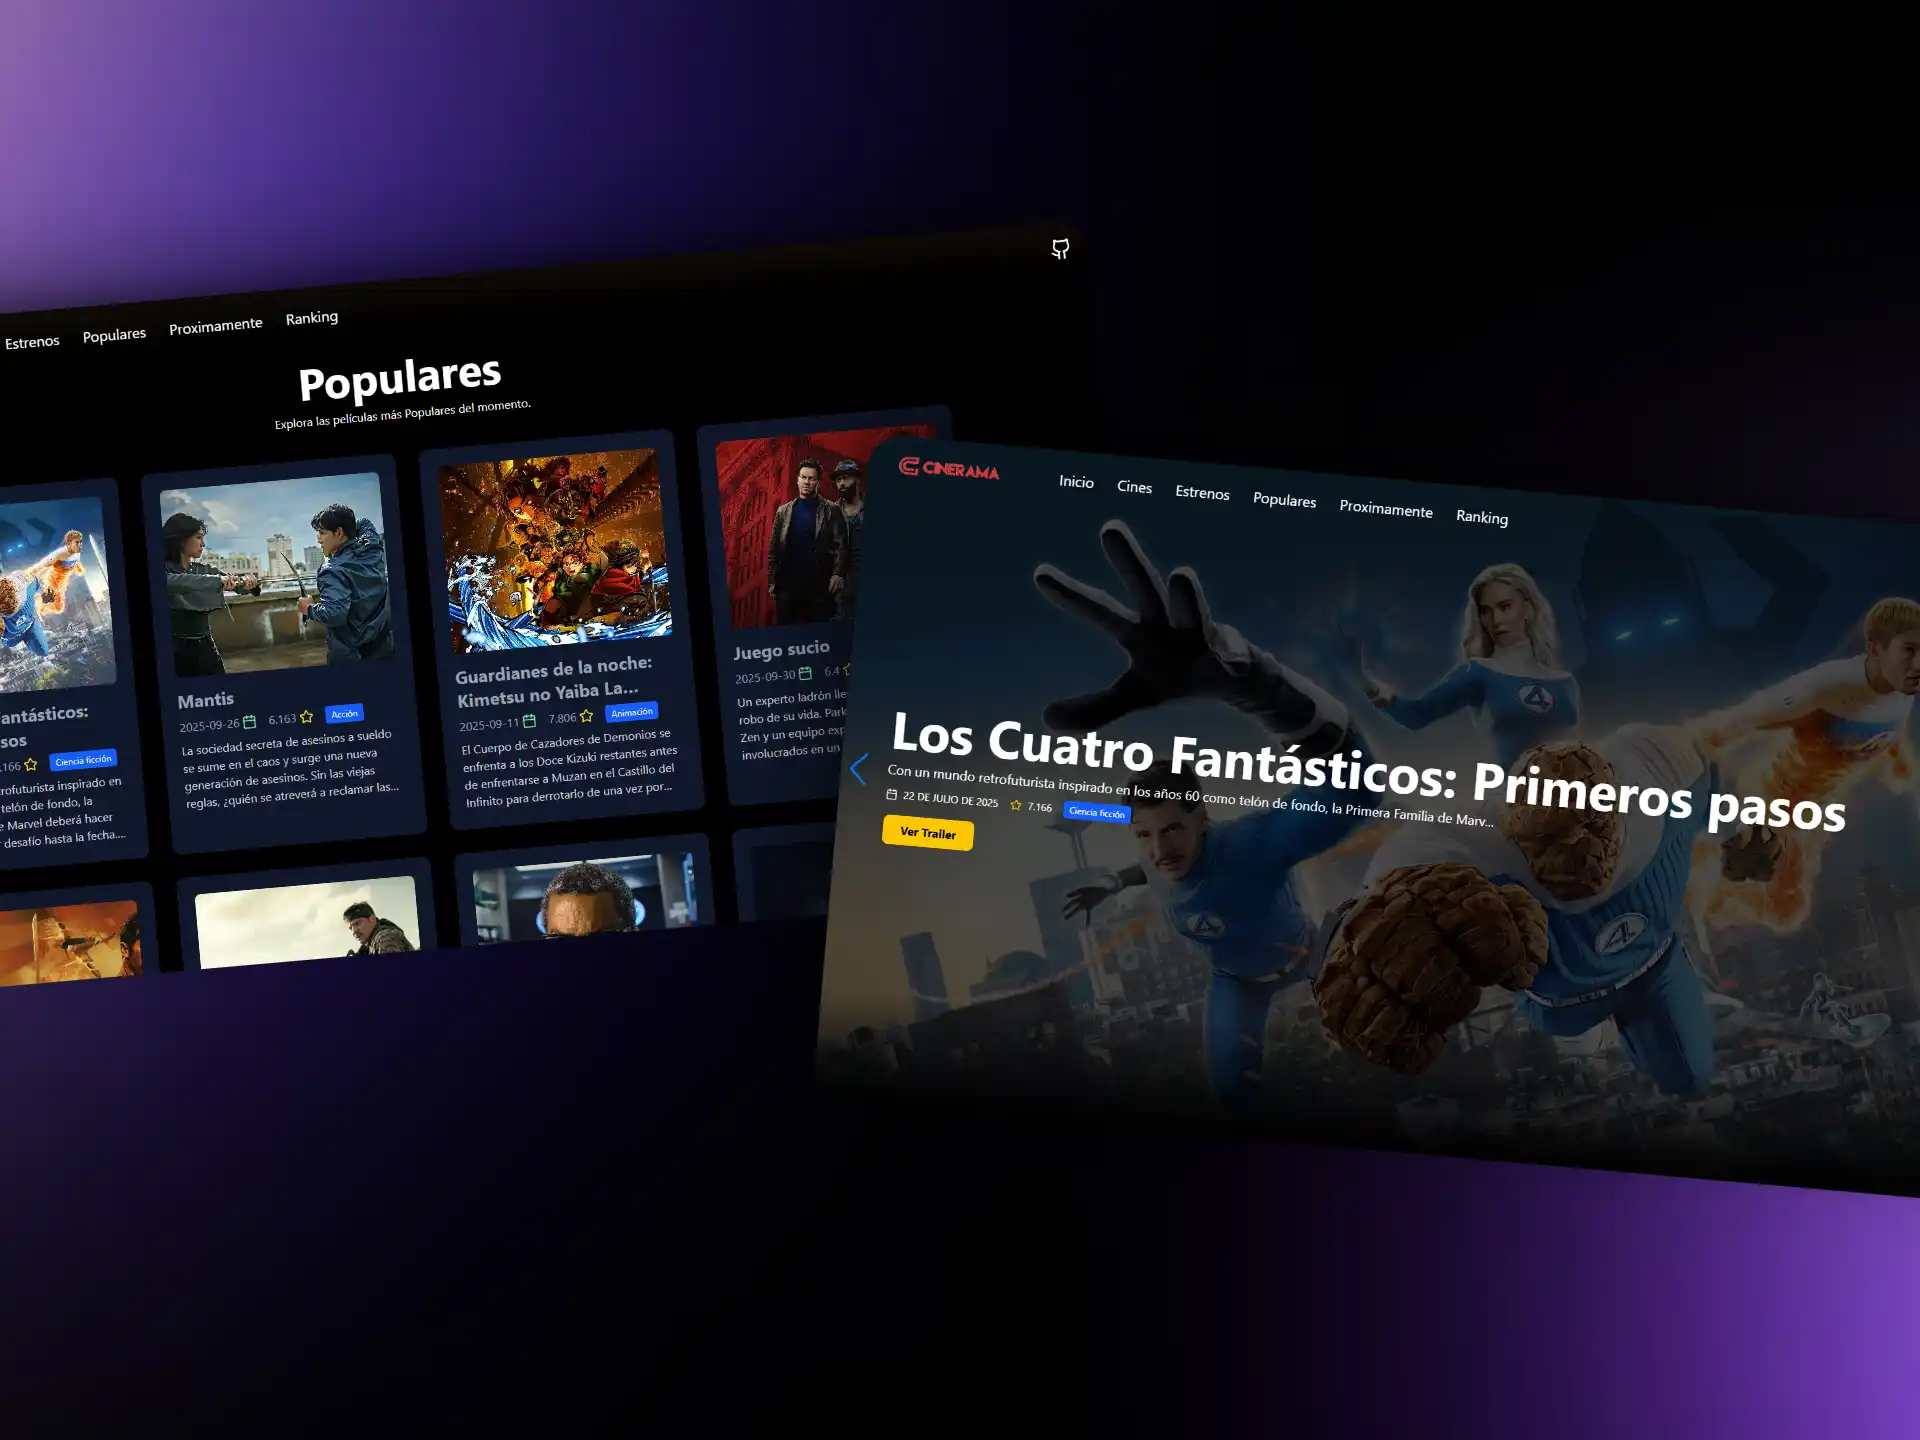 Estrenos Populares Proximamente Ranking
Populares
Explora las películas más Populares del momento.
antásticos:
sos
.166 Ciencia ficción
rofuturista inspirado en
telón de fondo, la
e Marvel deberá hacer
desafío hasta la fecha....
Mantis
2025-09-26 6.163 Acción
La sociedad secreta de asesinos a sueldo
se sume en el caos y surge una nueva
generación de asesinos. Sin las viejas
reglas, ¿quién se atreverá a reclamar las...
Guardianes de la noche:
Kimetsu no Yaiba La...
2025-09-11 7.806 Animación
El Cuerpo de Cazadores de Demonios se
enfrenta a los Doce Kizuki restantes antes
de enfrentarse a Muzan en el Castillo del
Infinito para derrotarlo de una vez por...
Juego sucio
2025-09-30 6.4
Un experto ladrón lle
robo de su vida. Park
Zen y un equipo exp
involucrados en un
CINERAMA
Inicio Cines Estrenos Populares Proximamente Ranking
Los Cuatro Fantásticos: Primeros pasos
Con un mundo retrofuturista inspirado en los años 60 como telón de fondo, la Primera Familia de Marv...
22 DE JULIO DE 2025 7.166 Ciencia ficción
Ver Trailer